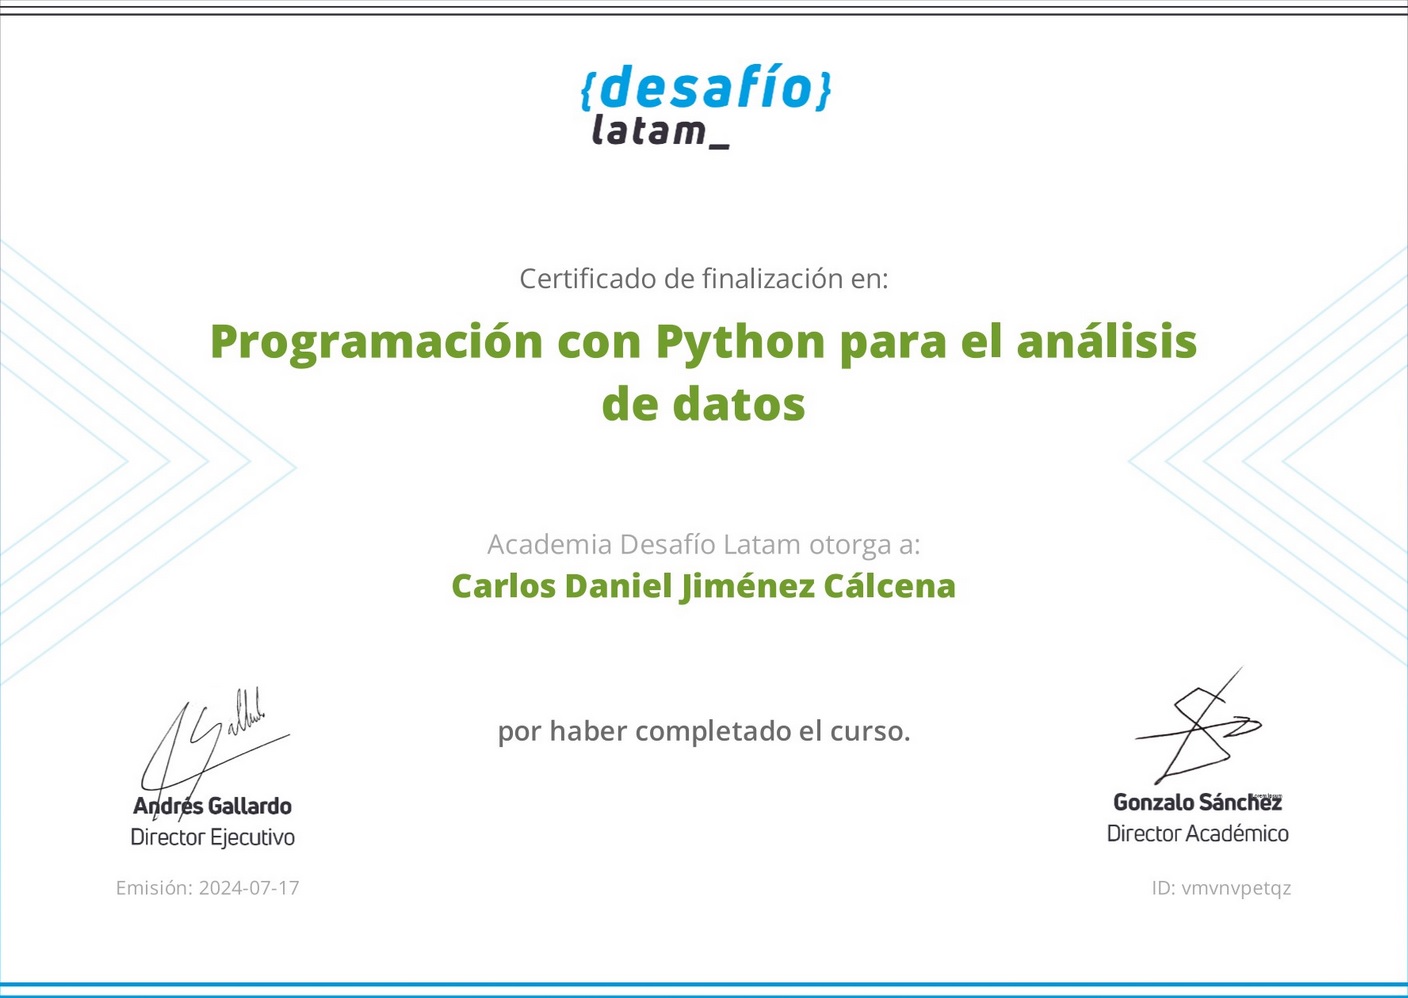 {desafío}
latam_
Certificado de finalización en:
Programación con Python para el análisis
de datos
Academia Desafío Latam otorga a:
Carlos Daniel Jiménez Cálcena
por haber completado el curso.
Andrés Gallardo
Director Ejecutivo
Gonzalo Sánchez
Director Académico
Emisión: 2024-07-17
ID: vmvnvpetqz